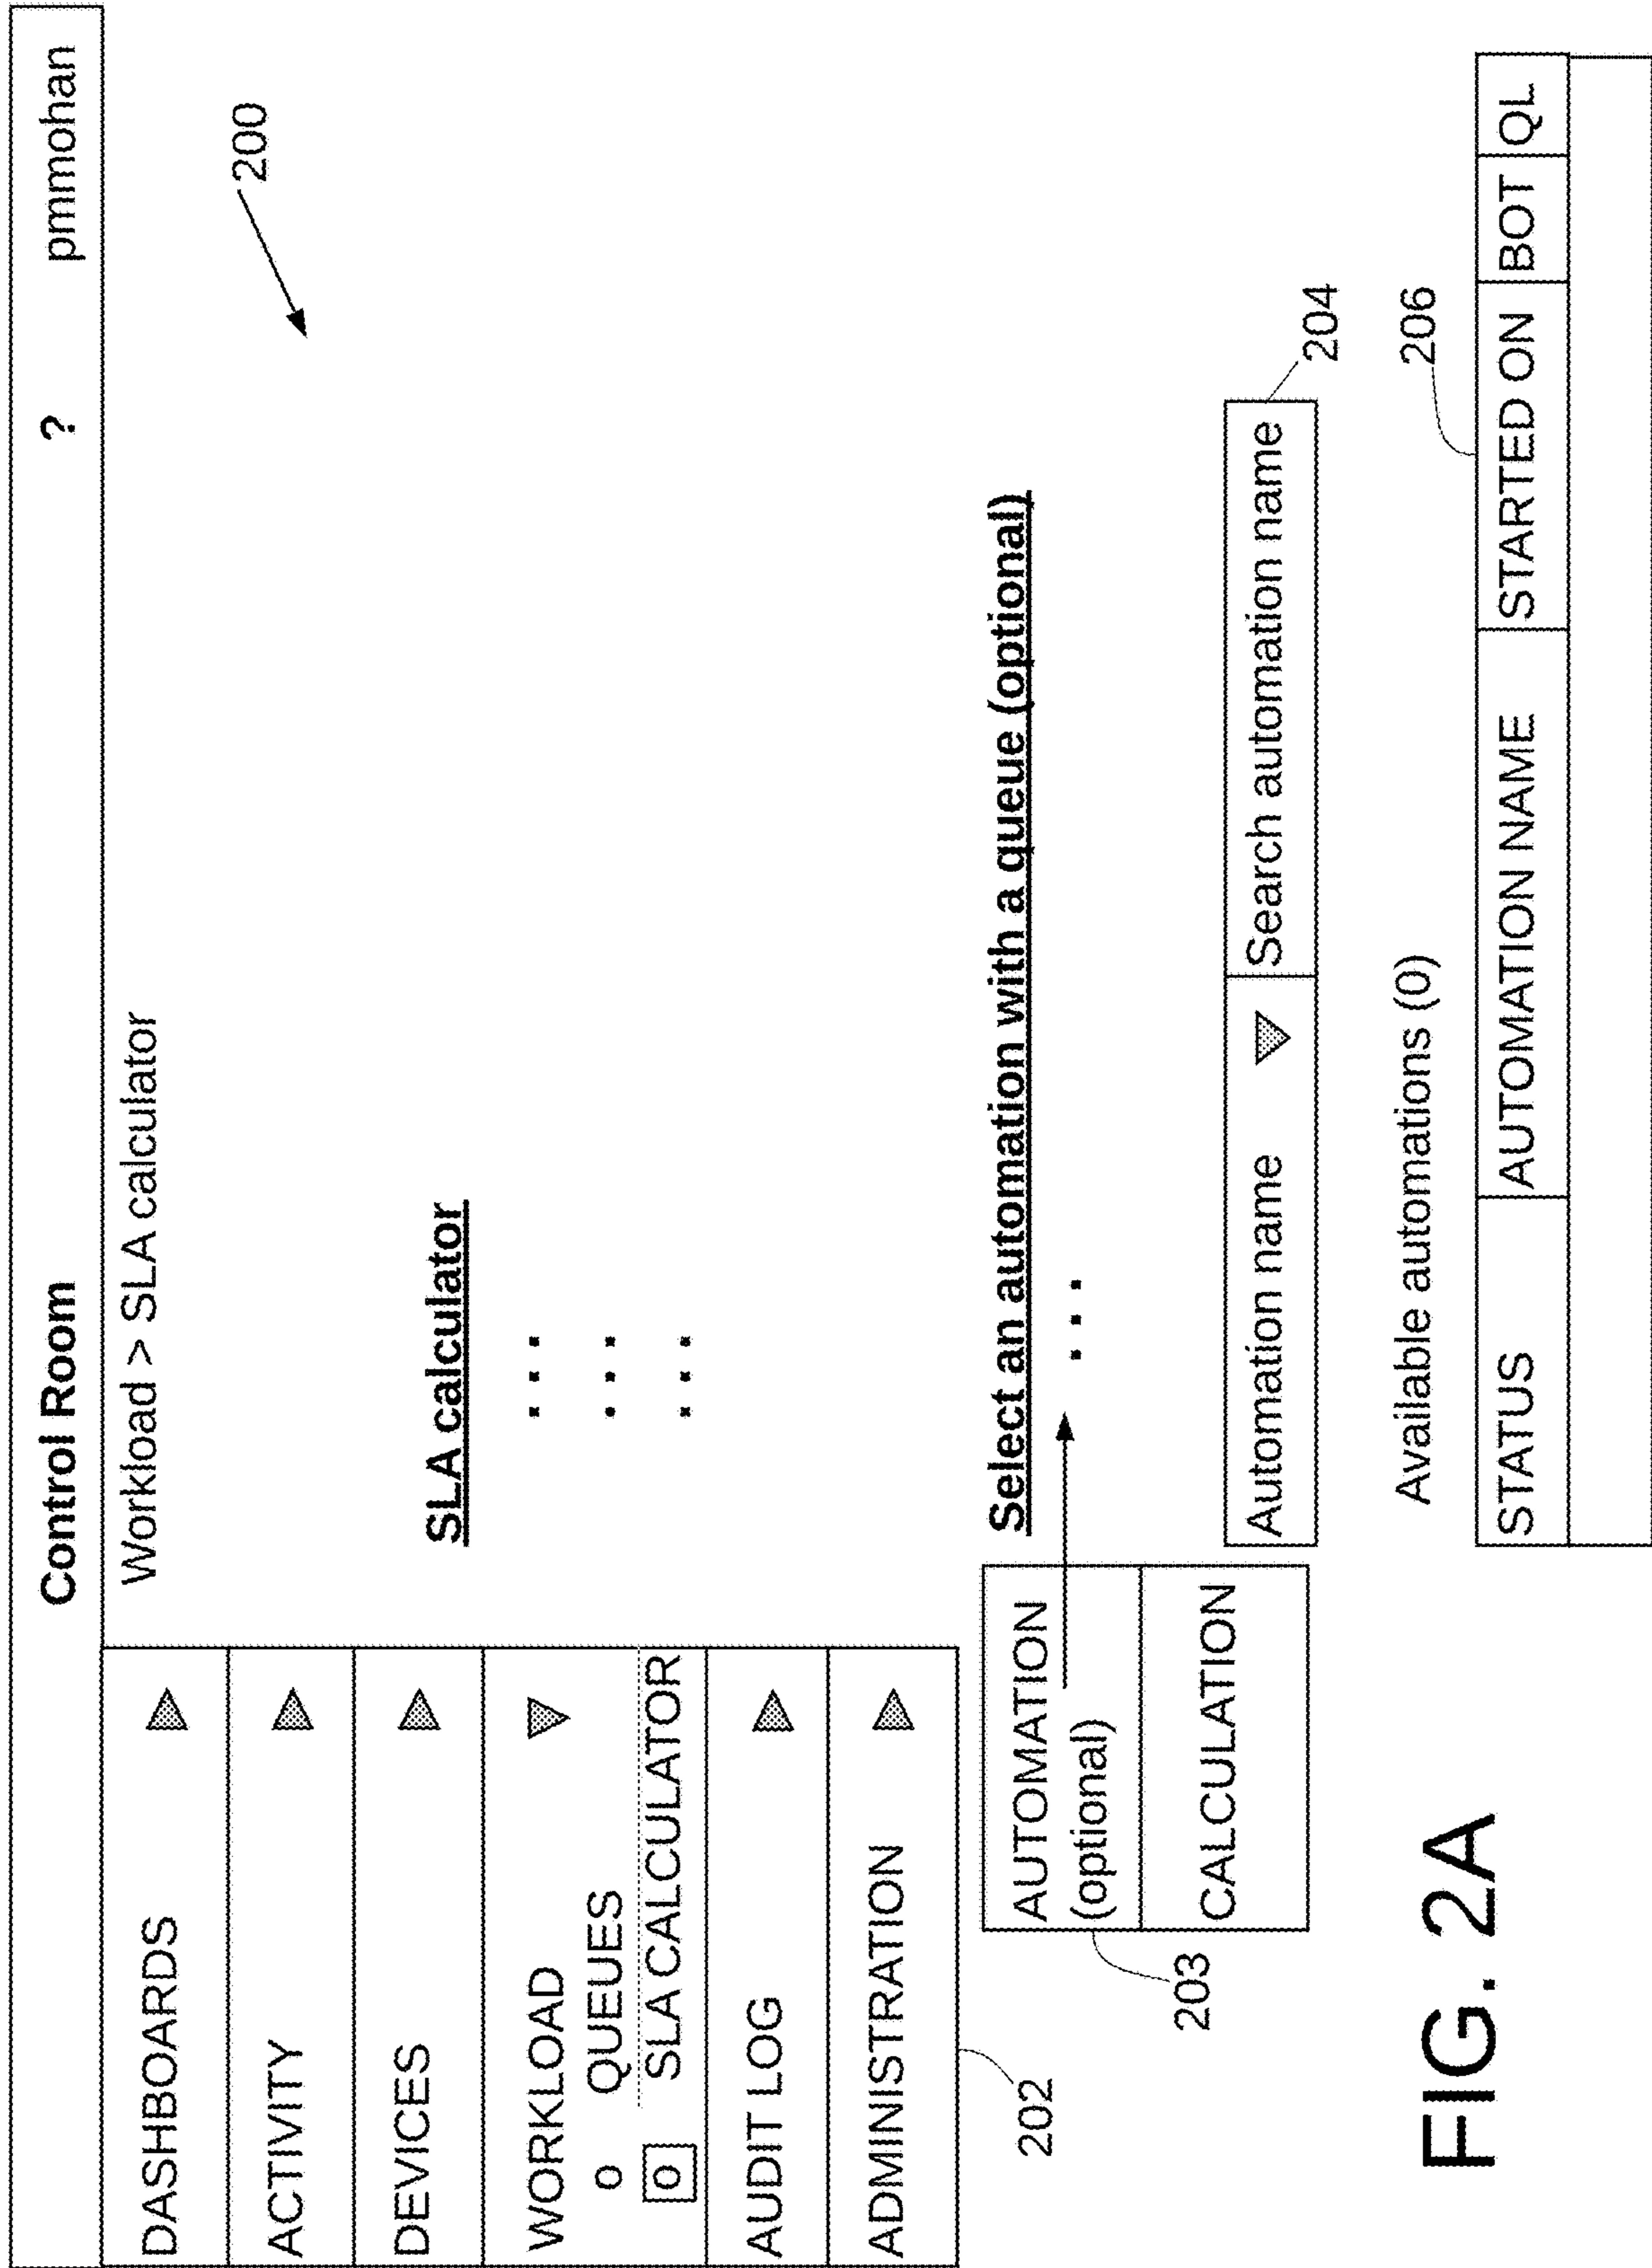 Control Room ? pmmohan
Workload > SLA calculator
200
DASHBOARDS
ACTIVITY
DEVICES
WORKLOAD
o QUEUES
o SLA CALCULATOR
AUDIT LOG
ADMINISTRATION
202
SLA calculator
...
...
...
AUTOMATION
(optional)
CALCULATION
203
Select an automation with a queue (optional)
...
Automation name Search automation name
204
Available automations (0)
206
STATUS AUTOMATION NAME STARTED ON BOT QL
FIG. 2A